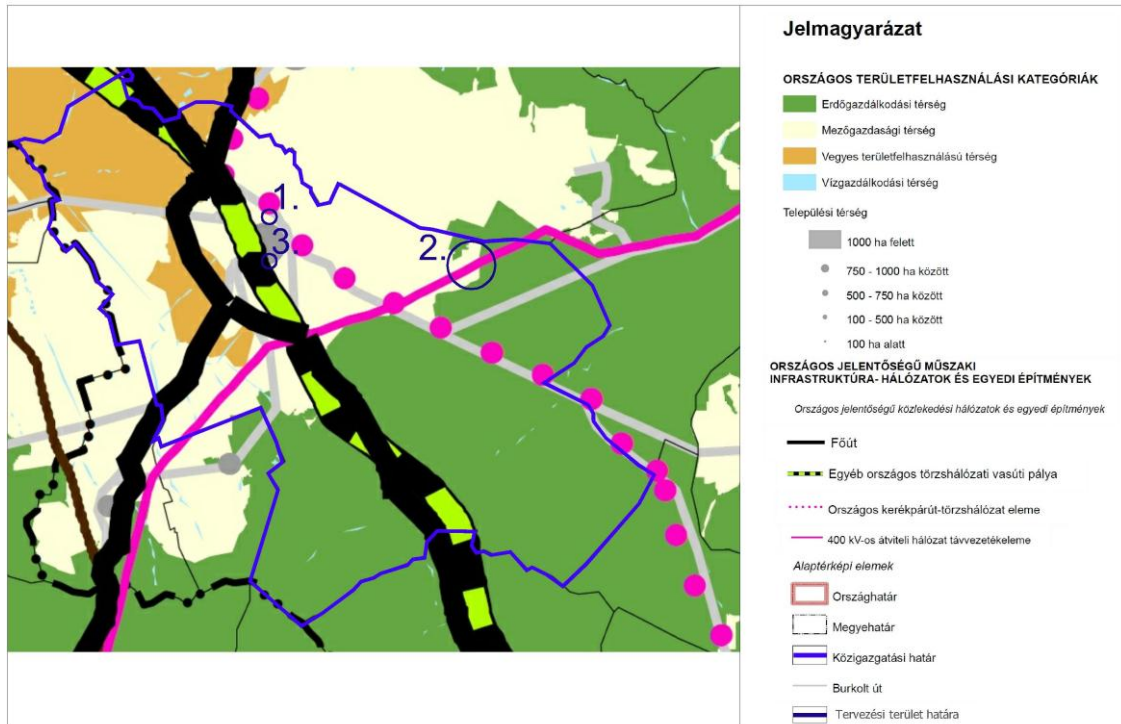 1.
2.
3.
Jelmagyarázat
ORSZÁGOS TERÜLETFELHASZNÁLÁSI KATEGÓRIÁK
Erdőgazdálkodási térség
Mezőgazdasági térség
Vegyes területfelhasználású térség
Vízgazdálkodási térség
Települési térség
1000 ha felett
750 - 1000 ha között
500 - 750 ha között
100 - 500 ha között
100 ha alatt
ORSZÁGOS JELENTŐSÉGŰ MŰSZAKI
INFRASTRUKTÚRA- HÁLÓZATOK ÉS EGYEDI ÉPÍTMÉNYEK
Országos jelentőségű közlekedési hálózatok és egyedi építmények
Főút
Egyéb országos törzshálózati vasúti pálya
Országos kerékpárút-törzshálózat eleme
400 kV-os átviteli hálózat távvezetékeleme
Alaptérképi elemek
Országhatár
Megyehatár
Közigazgatási határ
Burkolt út
Tervezési terület határa